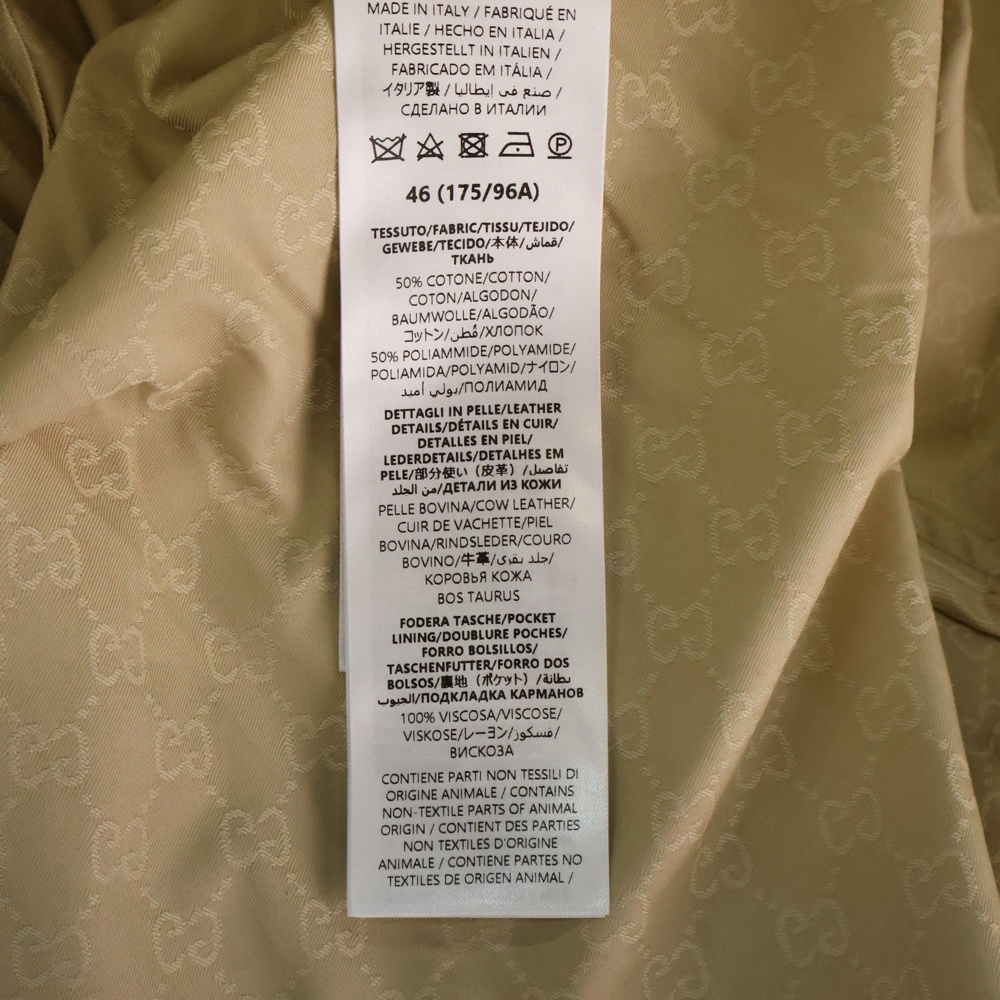 MADE IN ITALY / FABRIQUÉ EN
ITALIE / HECHO EN ITALIA /
HERGESTELLT IN ITALIEN /
FABRICADO EM ITÁLIA /
イタリア製 / صنع في إيطاليا /
СДЕЛАНО В ИТАЛИИ
P
46 (175/96A)
TESSUTO/FABRIC/TISSU/TEJIDO/
GEWEBE/TECIDO/本体/قماش/
ТКАНЬ
50% COTONE/COTTON/
COTON/ALGODON/
BAUMWOLLE/ALGODÃO/
コットン/قُطن/ХЛОПОК
50% POLIAMMIDE/POLYAMIDE/
POLIAMIDA/POLYAMID/ナイロン/
بولي أميد/ПОЛИАМИД
DETTAGLI IN PELLE/LEATHER
DETAILS/DÉTAILS EN CUIR/
DETALLES EN PIEL/
LEDERDETAILS/DETALHES EM
PELE/部分使い（皮革）/تفاصيل
من الجلد/ДЕТАЛИ ИЗ КОЖИ
PELLE BOVINA/COW LEATHER/
CUIR DE VACHETTE/PIEL
BOVINA/RINDSLEDER/COURO
BOVINO/牛革/جلد بقري/
КОРОВЬЯ КОЖА
BOS TAURUS
FODERA TASCHE/POCKET
LINING/DOUBLURE POCHES/
FORRO BOLSILLOS/
TASCHENFUTTER/FORRO DOS
BOLSOS/裏地（ポケット）/بطانة
الجيوب/ПОДКЛАДКА КАРМАНОВ
100% VISCOSA/VISCOSE/
VISKOSE/レーヨン/فسكوز/
ВИСКОЗА
CONTIENE PARTI NON TESSILI DI
ORIGINE ANIMALE / CONTAINS
NON-TEXTILE PARTS OF ANIMAL
ORIGIN / CONTIENT DES PARTIES
NON TEXTILES D'ORIGINE
ANIMALE / CONTIENE PARTES NO
TEXTILES DE ORIGEN ANIMAL /